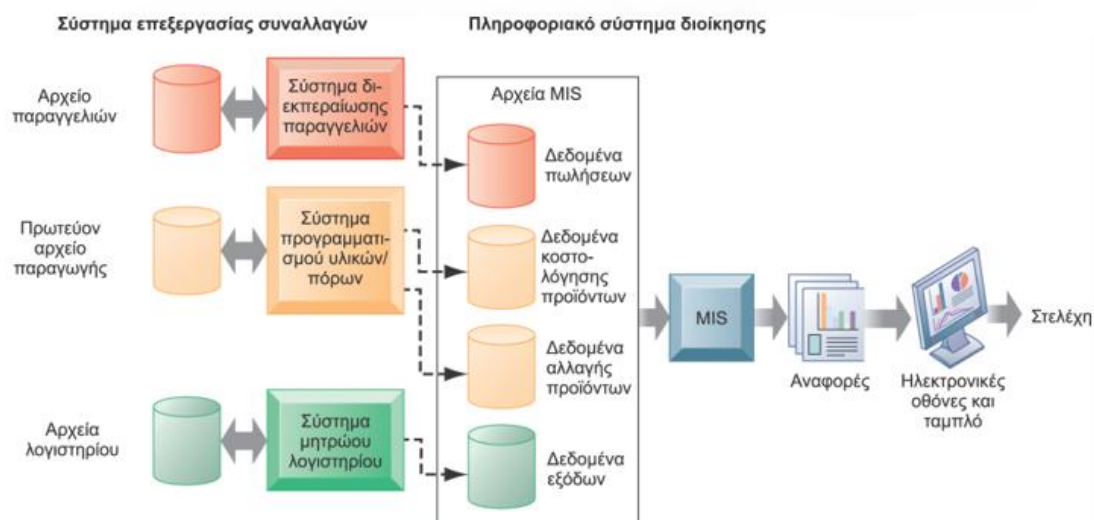 Σύστημα επεξεργασίας συναλλαγών
Πληροφοριακό σύστημα διοίκησης
Αρχείο
παραγγελιών
Σύστημα δι-
εκπεραίωσης
παραγγελιών
Αρχεία MIS
Δεδομένα
πωλήσεων
Πρωτεύον
αρχείο
παραγωγής
Σύστημα
προγραμματι-
σμού υλικών/
πόρων
Δεδομένα
κοστο-
λόγησης
προϊόντων
Δεδομένα
αλλαγής
προϊόντων
MIS
Αναφορές
Ηλεκτρονικές
οθόνες και
ταμπλό
Στελέχη
Αρχεία
λογιστηρίου
Σύστημα
μητρώου
λογιστηρίου
Δεδομένα
εξόδων